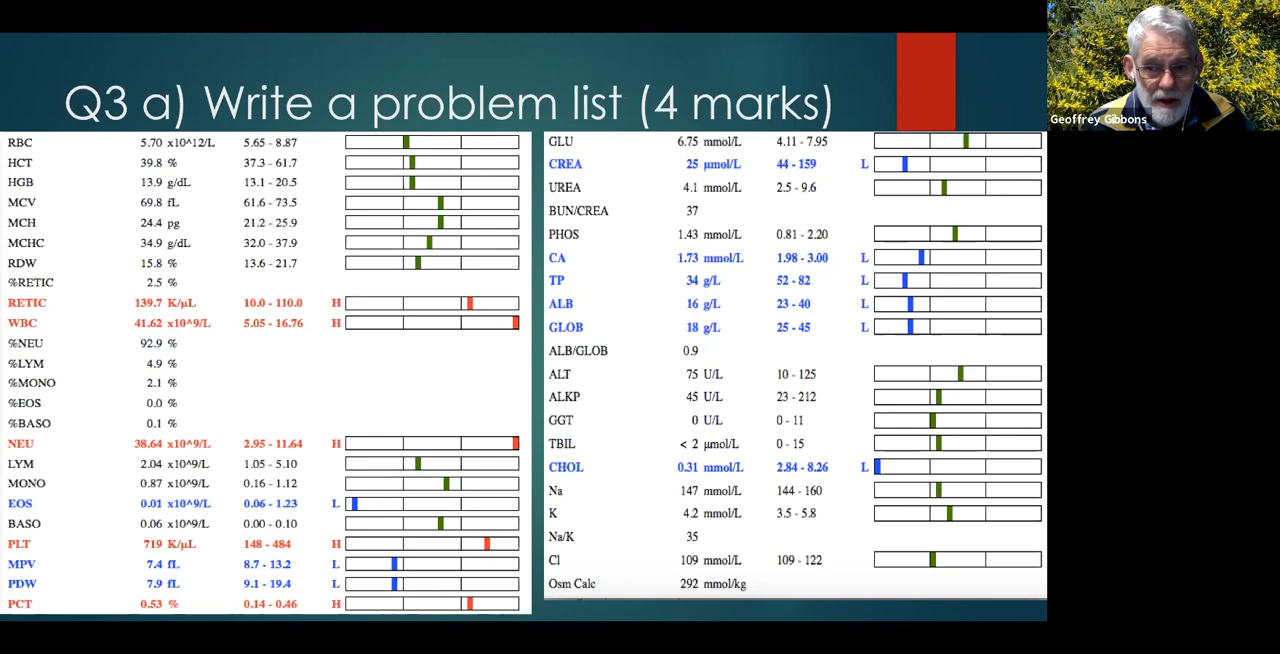 Q3 a) Write a problem list (4 marks)
Geoffrey Gibbons
RBC 5.70 x10^12/L 5.65 - 8.87
HCT 39.8 % 37.3 - 61.7
HGB 13.9 g/dL 13.1 - 20.5
MCV 69.8 fL 61.6 - 73.5
MCH 24.4 pg 21.2 - 25.9
MCHC 34.9 g/dL 32.0 - 37.9
RDW 15.8 % 13.6 - 21.7
%RETIC 2.5 %
RETIC 139.7 K/µL 10.0 - 110.0 H
WBC 41.62 x10^9/L 5.05 - 16.76 H
%NEU 92.9 %
%LYM 4.9 %
%MONO 2.1 %
%EOS 0.0 %
%BASO 0.1 %
NEU 38.64 x10^9/L 2.95 - 11.64 H
LYM 2.04 x10^9/L 1.05 - 5.10
MONO 0.87 x10^9/L 0.16 - 1.12
EOS 0.01 x10^9/L 0.06 - 1.23 L
BASO 0.06 x10^9/L 0.00 - 0.10
PLT 719 K/µL 148 - 484 H
MPV 7.4 fL 8.7 - 13.2 L
PDW 7.9 fL 9.1 - 19.4 L
PCT 0.53 % 0.14 - 0.46 H
GLU 6.75 mmol/L 4.11 - 7.95
CREA 25 µmol/L 44 - 159 L
UREA 4.1 mmol/L 2.5 - 9.6
BUN/CREA 37
PHOS 1.43 mmol/L 0.81 - 2.20
CA 1.73 mmol/L 1.98 - 3.00 L
TP 34 g/L 52 - 82 L
ALB 16 g/L 23 - 40 L
GLOB 18 g/L 25 - 45 L
ALB/GLOB 0.9
ALT 75 U/L 10 - 125
ALKP 45 U/L 23 - 212
GGT 0 U/L 0 - 11
TBIL < 2 µmol/L 0 - 15
CHOL 0.31 mmol/L 2.84 - 8.26 L
Na 147 mmol/L 144 - 160
K 4.2 mmol/L 3.5 - 5.8
Na/K 35
Cl 109 mmol/L 109 - 122
Osm Calc 292 mmol/kg